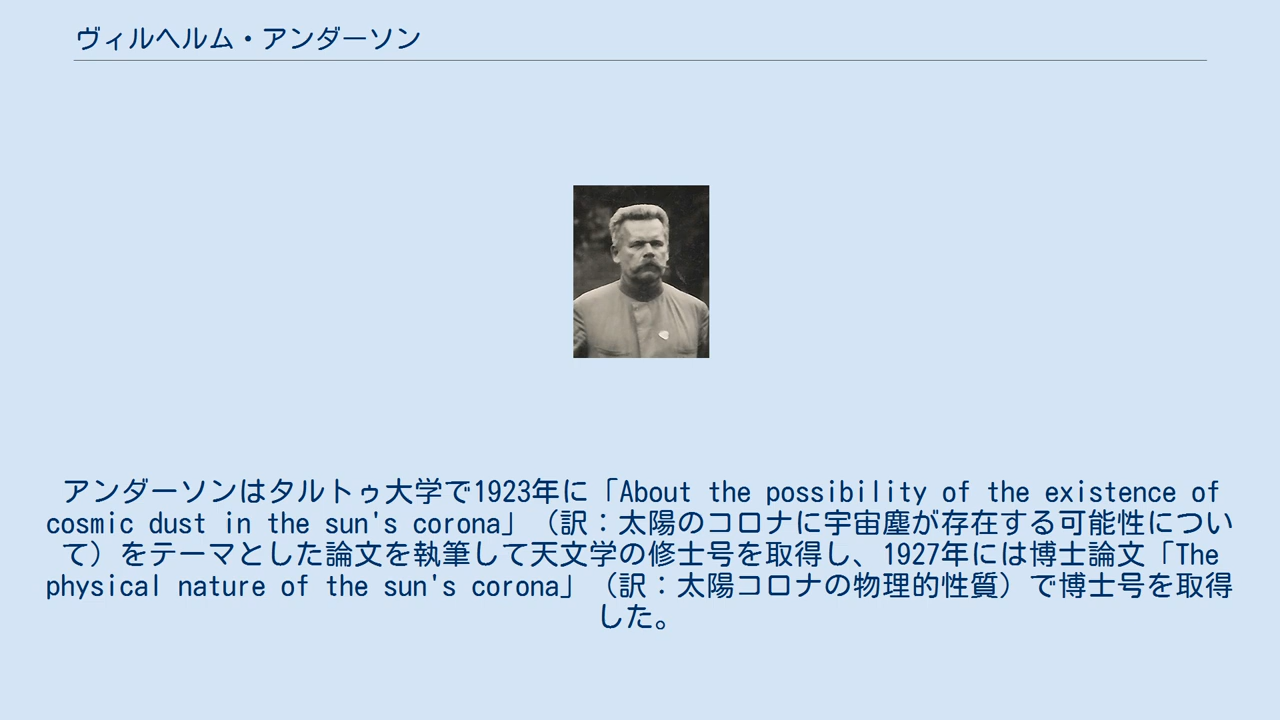 ヴィルヘルム・アンダーソン
アンダーソンはタルトゥ大学で1923年に「About the possibility of the existence of
cosmic dust in the sun's corona」（訳：太陽のコロナに宇宙塵が存在する可能性につい
て）をテーマとした論文を執筆して天文学の修士号を取得し、1927年には博士論文「The
physical nature of the sun's corona」（訳：太陽コロナの物理的性質）で博士号を取得
した。